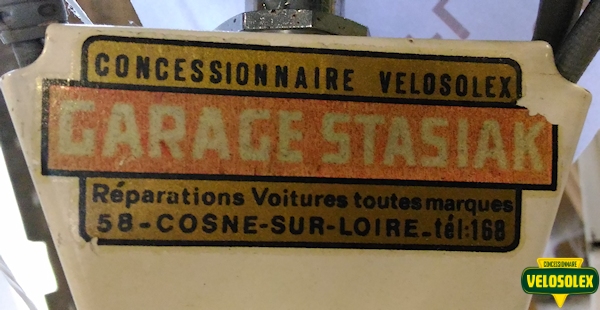 CONCESSIONNAIRE VELOSOLEX
GARAGE STASIAK
Réparations Voitures toutes marques
58-COSNE-SUR-LOIRE-tél:168
CONCESSIONNAIRE
VELOSOLEX